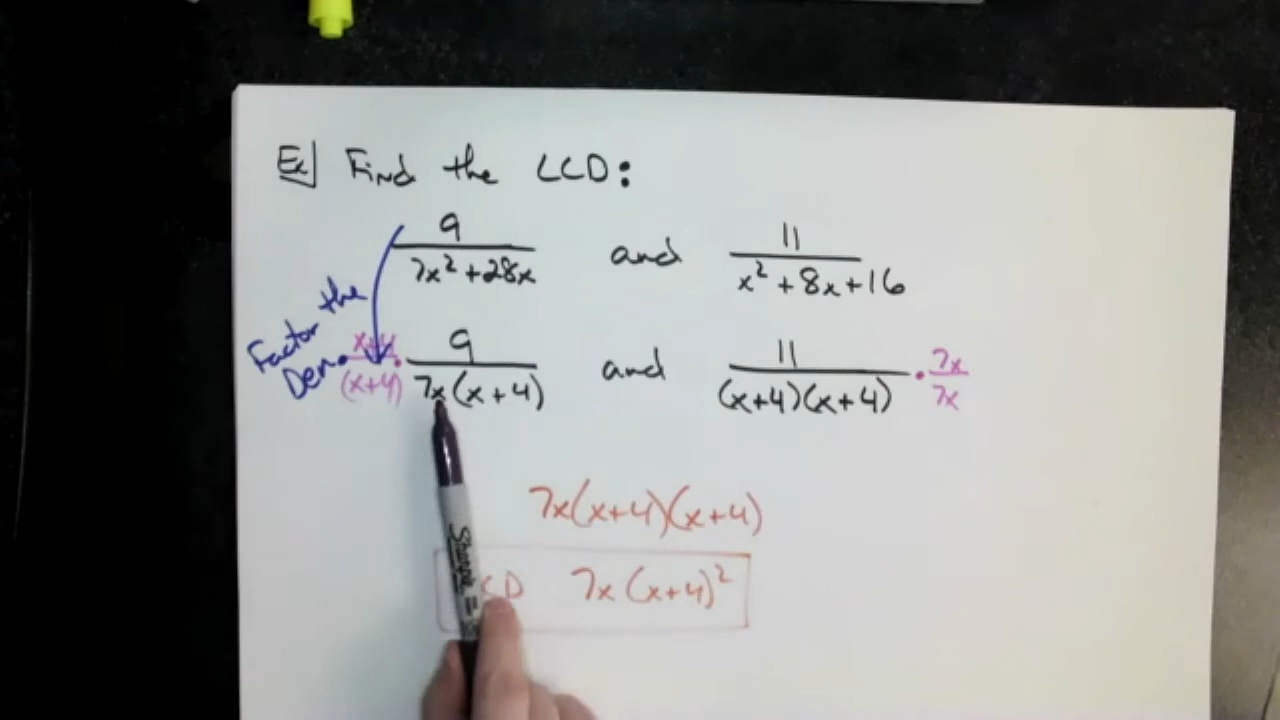 Ex] Find the LCD:
9/(7x² + 28x) and 11/(x² + 8x + 16)
Factor the Den.
(x+4)/(x+4) · 9/(7x(x+4)) and 11/((x+4)(x+4)) · 7x/7x
7x(x+4)(x+4)
CD 7x(x+4)²
Sharpie